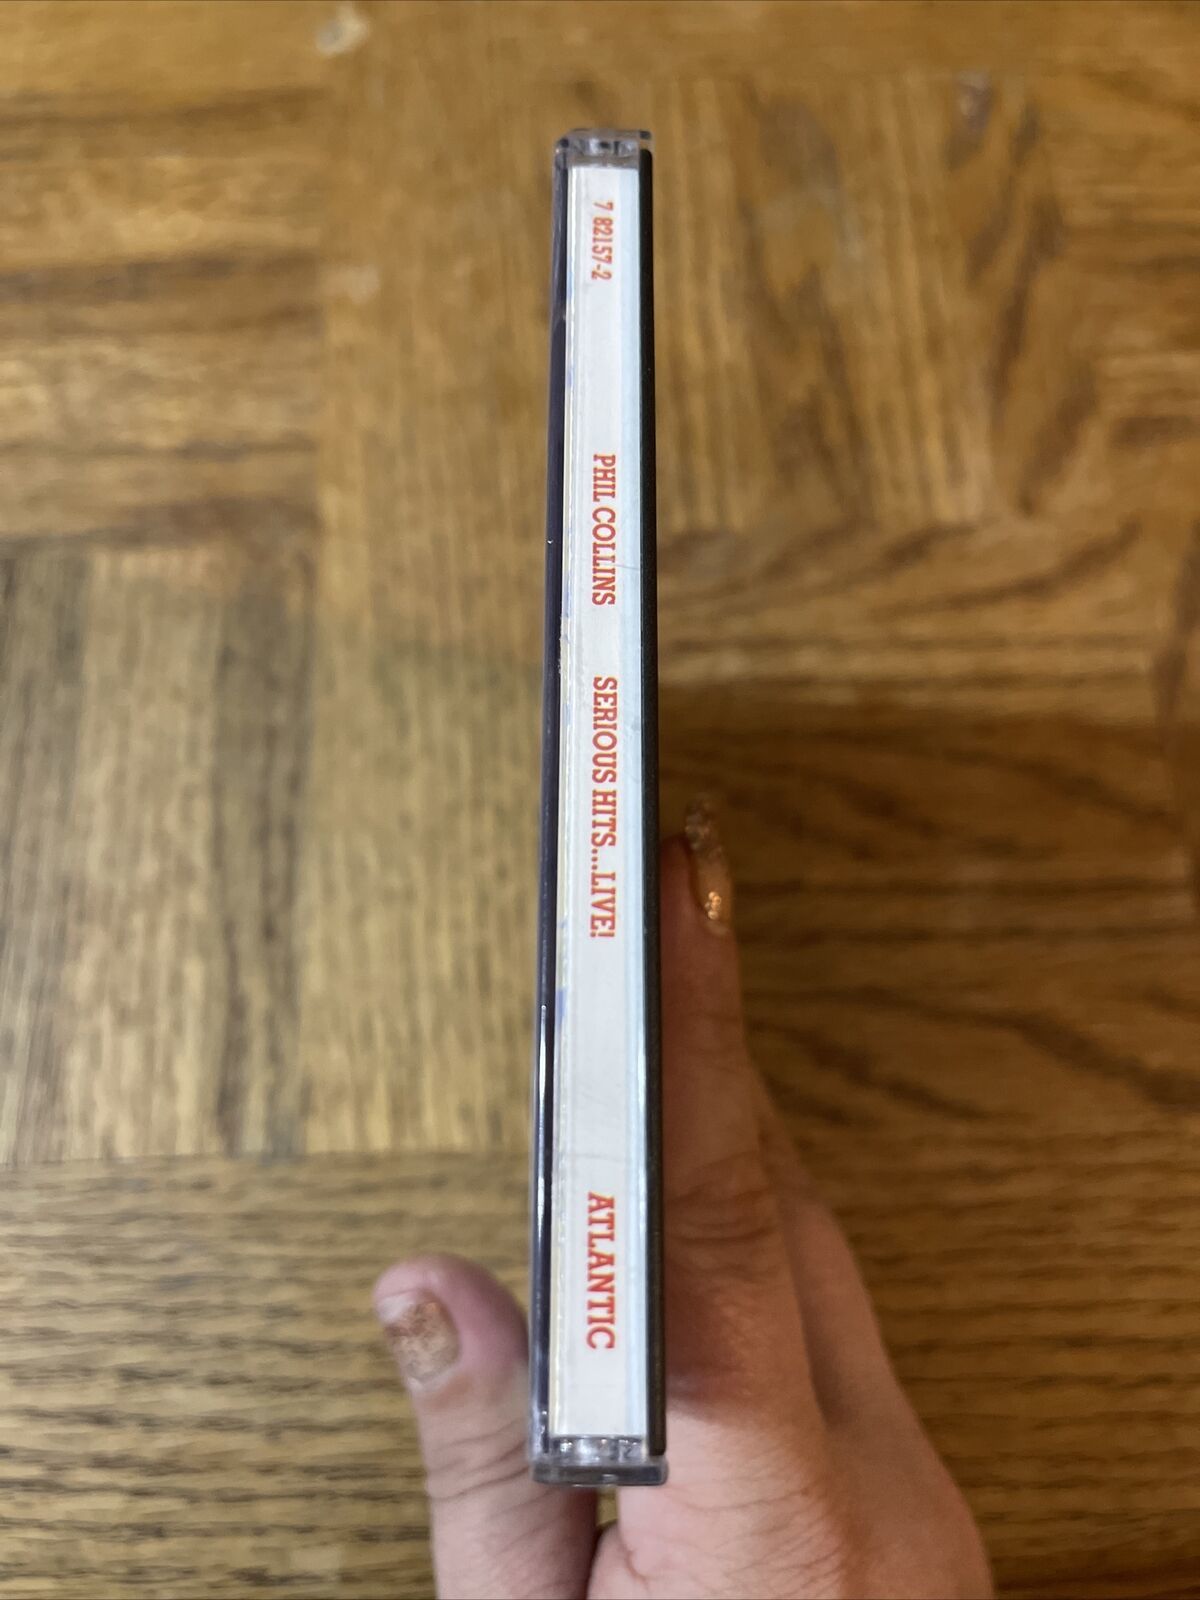 7 82157-2
PHIL COLLINS
SERIOUS HITS...LIVE!
ATLANTIC